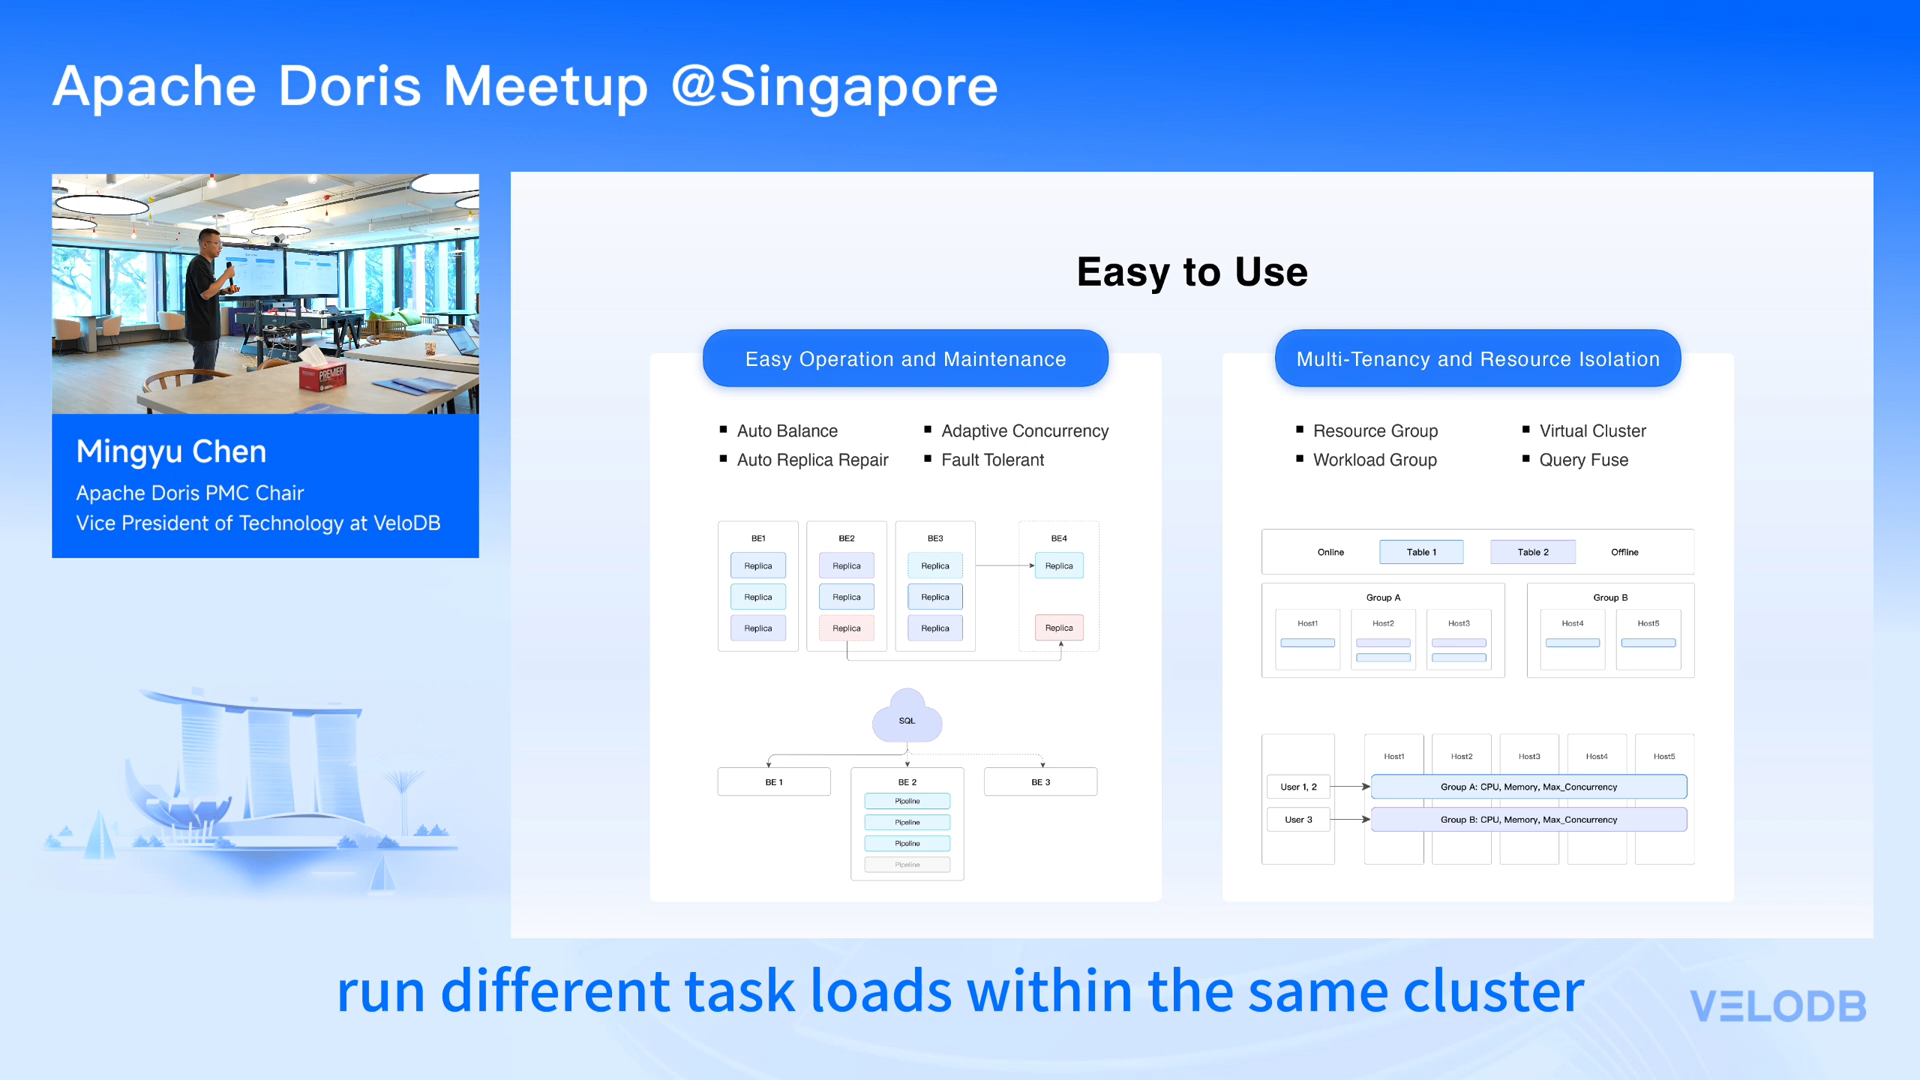 Apache Doris Meetup @Singapore
Mingyu Chen
Apache Doris PMC Chair
Vice President of Technology at VeloDB
Easy to Use
Easy Operation and Maintenance
Auto Balance
Adaptive Concurrency
Auto Replica Repair
Fault Tolerant
BE1
BE2
BE3
BE4
Replica
Replica
Replica
Replica
Replica
Replica
Replica
Replica
Replica
Replica
Replica
SQL
BE 1
BE 2
BE 3
Pipeline
Pipeline
Pipeline
Pipeline
Multi-Tenancy and Resource Isolation
Resource Group
Virtual Cluster
Workload Group
Query Fuse
Online
Table 1
Table 2
Offline
Group A
Group B
Host1
Host2
Host3
Host4
Host5
Host1
Host2
Host3
Host4
Host5
User 1, 2
Group A: CPU, Memory, Max_Concurrency
User 3
Group B: CPU, Memory, Max_Concurrency
run different task loads within the same cluster
VELODB